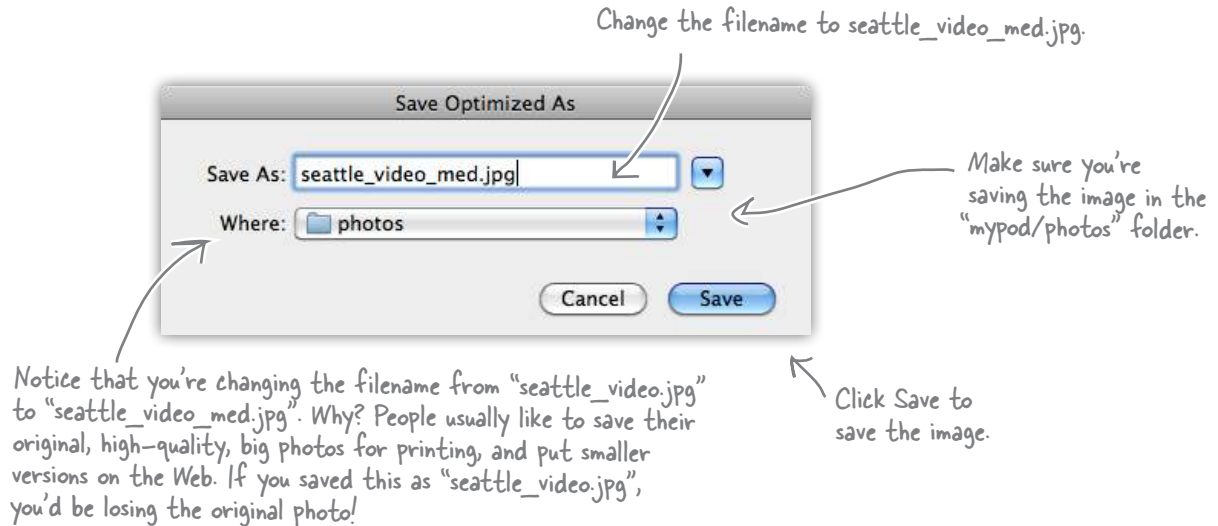 Change the filename to seattle_video_med.jpg.
Save Optimized As
Save As: seattle_video_med.jpg
Where: photos
Make sure you're
saving the image in the
"mypod/photos" folder.
Cancel
Save
Notice that you're changing the filename from "seattle_video.jpg"
to "seattle_video_med.jpg". Why? People usually like to save their
original, high-quality, big photos for printing, and put smaller
versions on the Web. If you saved this as "seattle_video.jpg",
you'd be losing the original photo!
Click Save to
save the image.